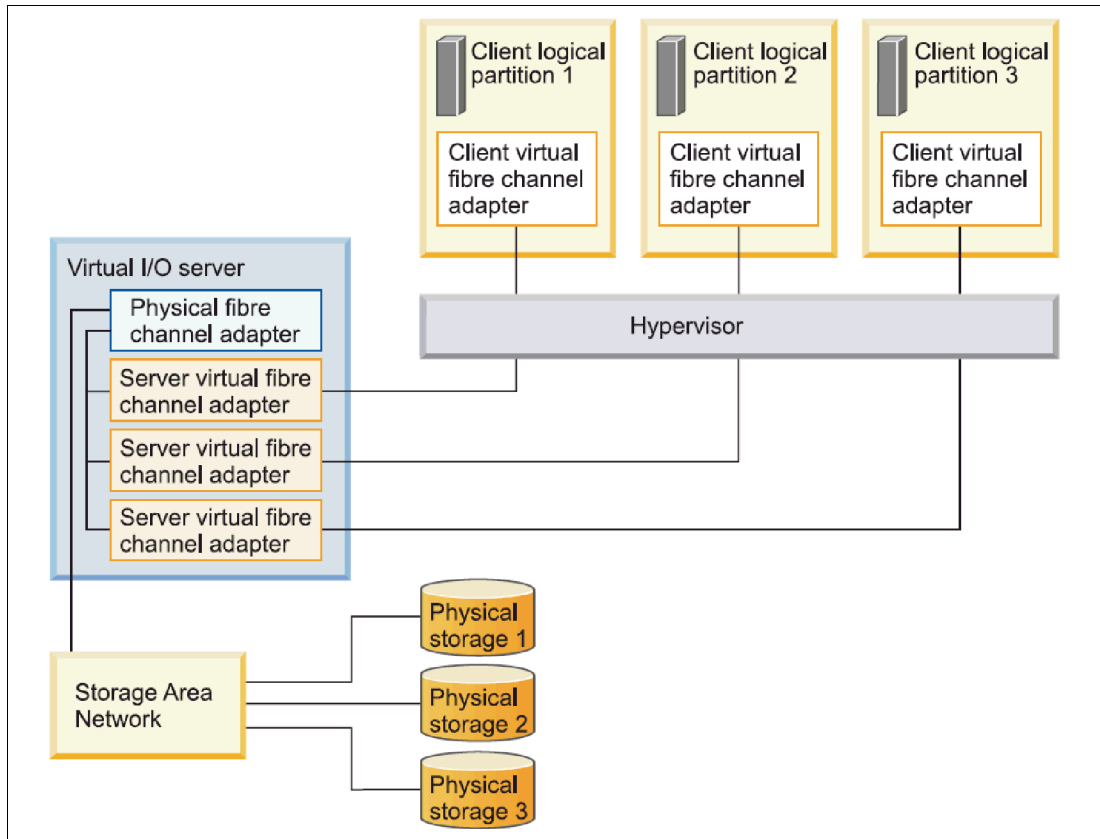 Client logical
partition 1
Client logical
partition 2
Client logical
partition 3
Client virtual
fibre channel
adapter
Client virtual
fibre channel
adapter
Client virtual
fibre channel
adapter
Virtual I/O server
Physical fibre
channel adapter
Hypervisor
Server virtual fibre
channel adapter
Server virtual fibre
channel adapter
Server virtual fibre
channel adapter
Physical
storage 1
Storage Area
Network
Physical
storage 2
Physical
storage 3